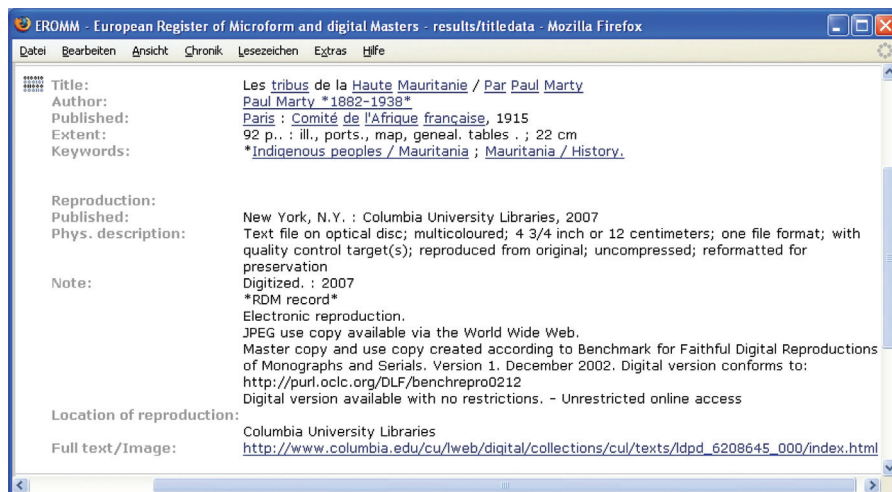 EROMM - European Register of Microform and digital Masters - results/titledata - Mozilla Firefox
Datei Bearbeiten Ansicht Chronik Lesezeichen Extras Hilfe
Title: Les tribus de la Haute Mauritanie / Par Paul Marty
Author: Paul Marty *1882-1938*
Published: Paris : Comité de l'Afrique française, 1915
Extent: 92 p.. : ill., ports., map, geneal. tables . ; 22 cm
Keywords: *Indigenous peoples / Mauritania ; Mauritania / History.
Reproduction:
Published: New York, N.Y. : Columbia University Libraries, 2007
Phys. description: Text file on optical disc; multicoloured; 4 3/4 inch or 12 centimeters; one file format; with
quality control target(s); reproduced from original; uncompressed; reformatted for
preservation
Note: Digitized. : 2007
*RDM record*
Electronic reproduction.
JPEG use copy available via the World Wide Web.
Master copy and use copy created according to Benchmark for Faithful Digital Reproductions
of Monographs and Serials. Version 1. December 2002. Digital version conforms to:
http://purl.oclc.org/DLF/benchrepro0212
Digital version available with no restrictions. - Unrestricted online access
Location of reproduction:
Columbia University Libraries
Full text/Image: http://www.columbia.edu/cu/lweb/digital/collections/cul/texts/ldpd_6208645_000/index.html